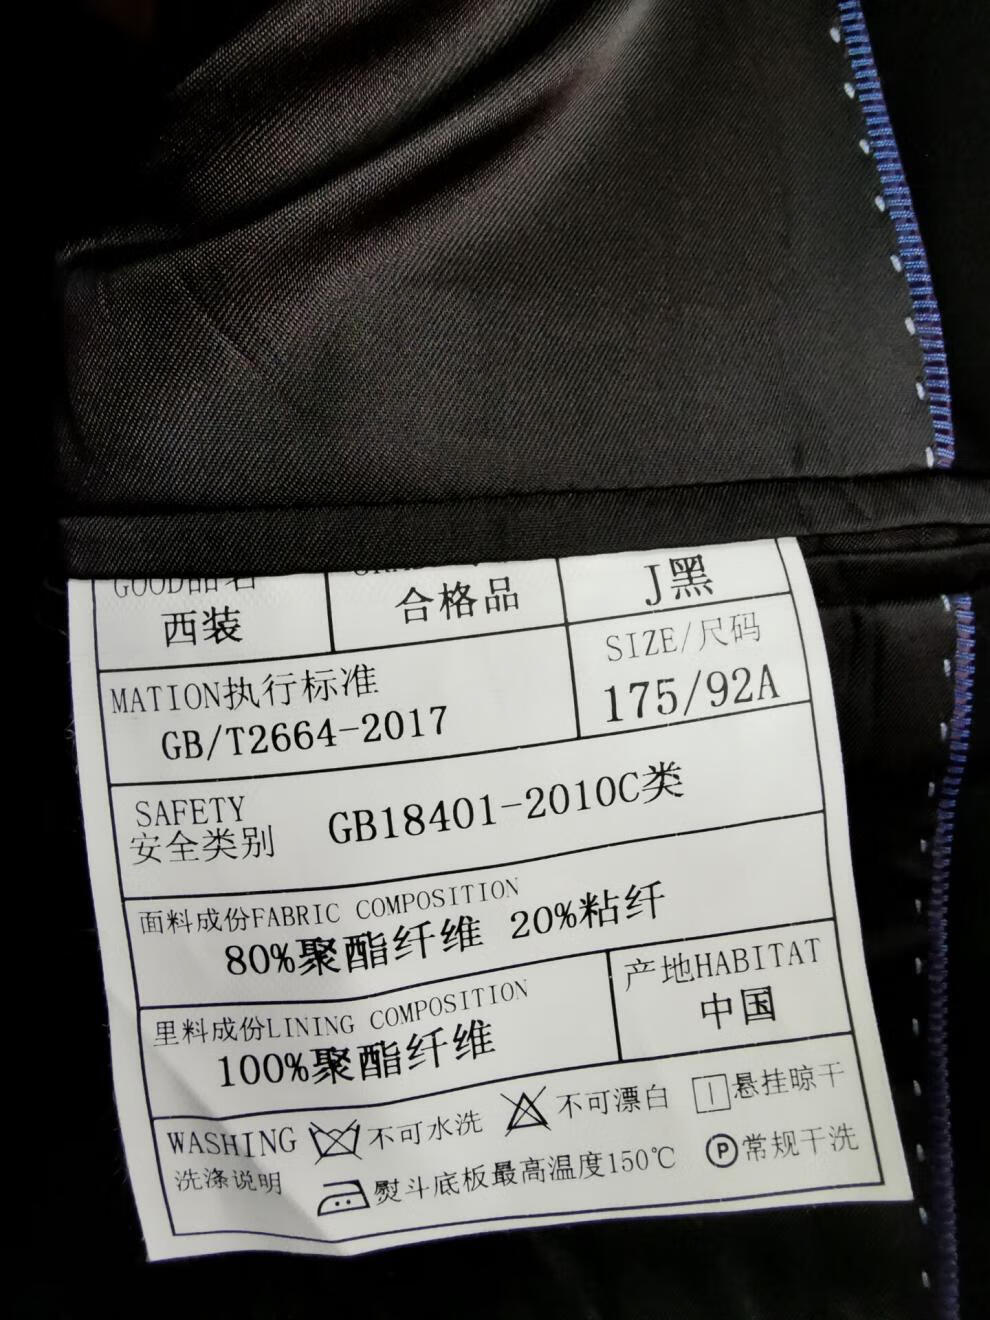 GOOD品名
西装
合格品
J黑
SIZE/尺码
175/92A
MATION执行标准
GB/T2664-2017
SAFETY
安全类别
GB18401-2010C类
面料成份FABRIC COMPOSITION
80%聚酯纤维 20%粘纤
里料成份LINING COMPOSITION
100%聚酯纤维
产地HABITAT
中国
WASHING
洗涤说明
不可水洗
不可漂白
悬挂晾干
熨斗底板最高温度150℃
P常规干洗